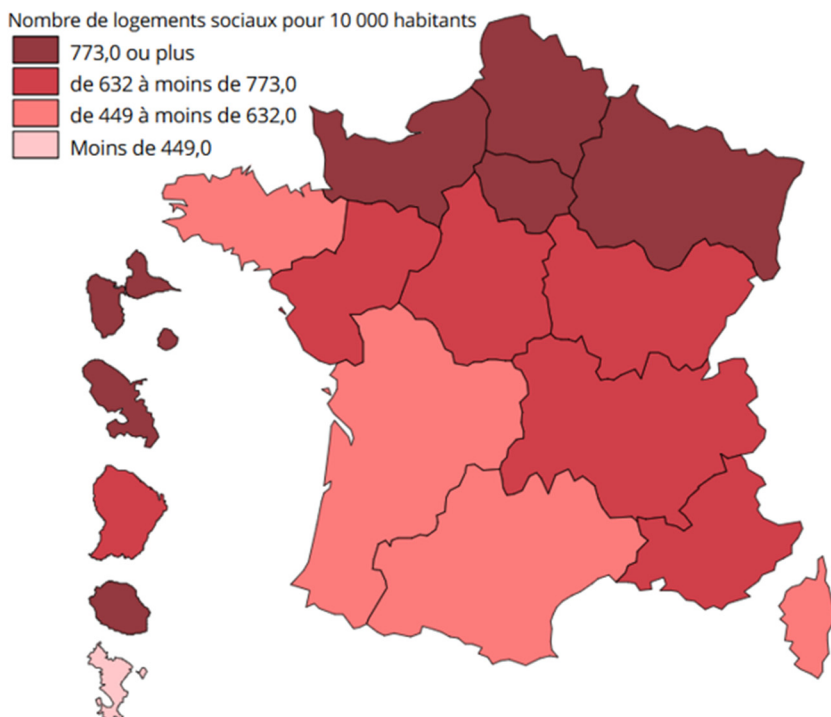 Nombre de logements sociaux pour 10 000 habitants
773,0 ou plus
de 632 à moins de 773,0
de 449 à moins de 632,0
Moins de 449,0